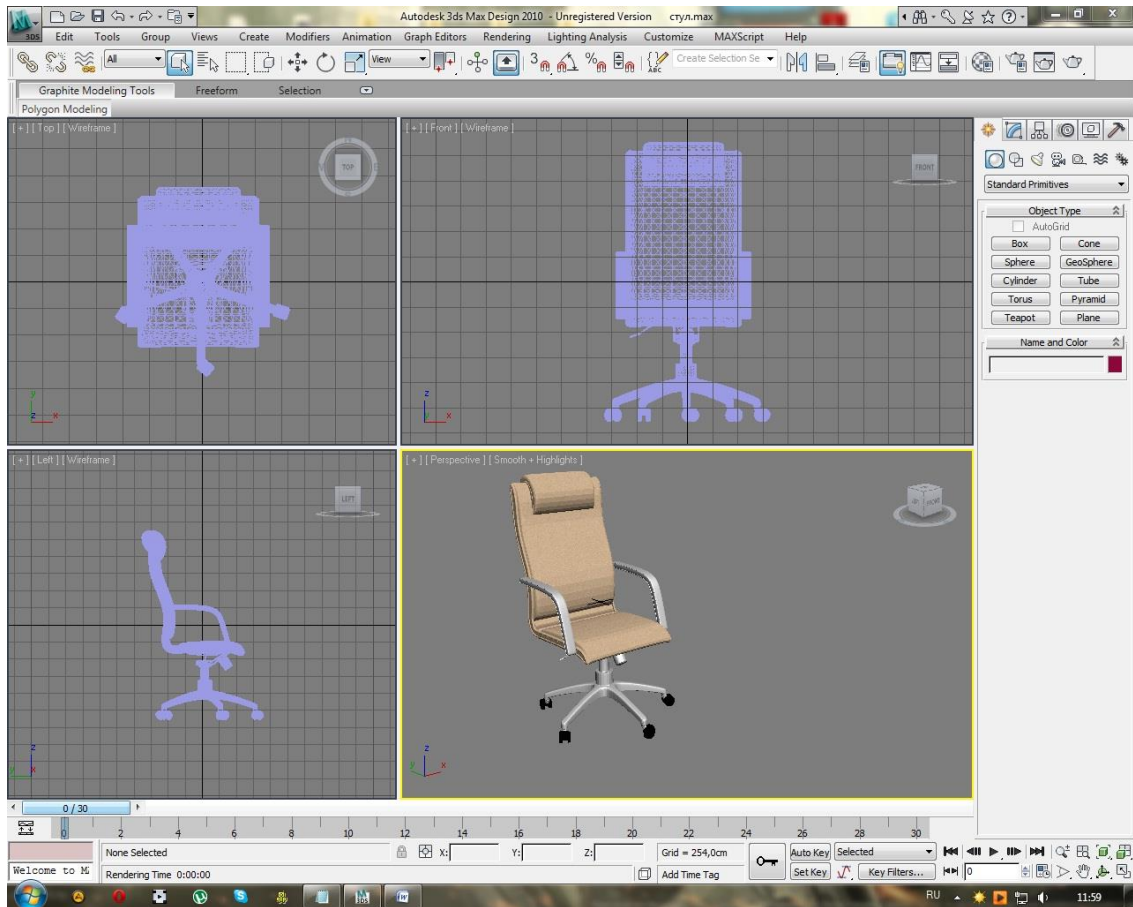 Autodesk 3ds Max Design 2010 - Unregistered Version стул.max
3DS Edit Tools Group Views Create Modifiers Animation Graph Editors Rendering Lighting Analysis Customize MAXScript Help
All View 3 Create Selection Se
Graphite Modeling Tools Freeform Selection
Polygon Modeling
[ + ] [ Top ] [ Wireframe ]
TOP
[ + ] [ Front ] [ Wireframe ]
FRONT
Standard Primitives
Object Type
AutoGrid
Box Cone
Sphere GeoSphere
Cylinder Tube
Torus Pyramid
Teapot Plane
Name and Color
y
z x
z
y x
[ + ] [ Left ] [ Wireframe ]
LEFT
[ + ] [ Perspective ] [ Smooth + Highlights ]
z
y x
z
y x
0 / 30
0 2 4 6 8 10 12 14 16 18 20 22 24 26 28 30
None Selected X: Y: Z: Grid = 254,0cm Auto Key Selected
Welcome to M Rendering Time 0:00:00 Add Time Tag Set Key Key Filters... 0
RU 11:59